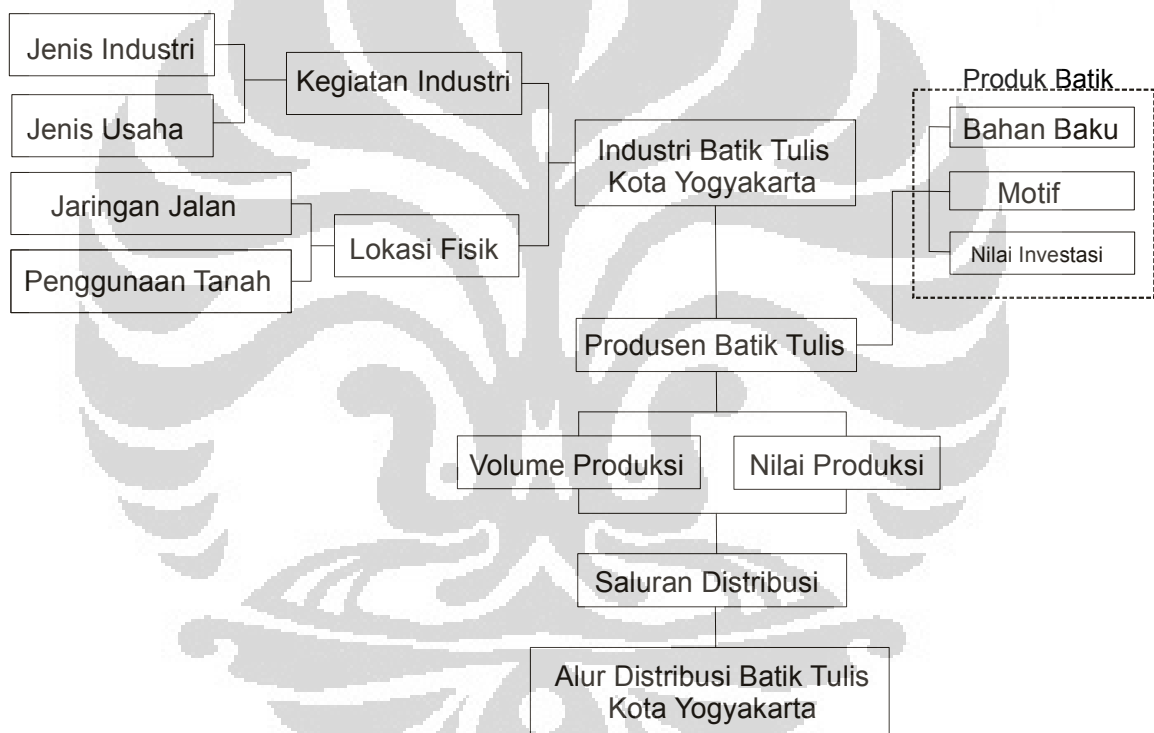 Jenis Industri
Jenis Usaha
Kegiatan Industri
Jaringan Jalan
Penggunaan Tanah
Lokasi Fisik
Industri Batik Tulis
Kota Yogyakarta
Produk Batik
Bahan Baku
Motif
Nilai Investasi
Produsen Batik Tulis
Volume Produksi
Nilai Produksi
Saluran Distribusi
Alur Distribusi Batik Tulis
Kota Yogyakarta